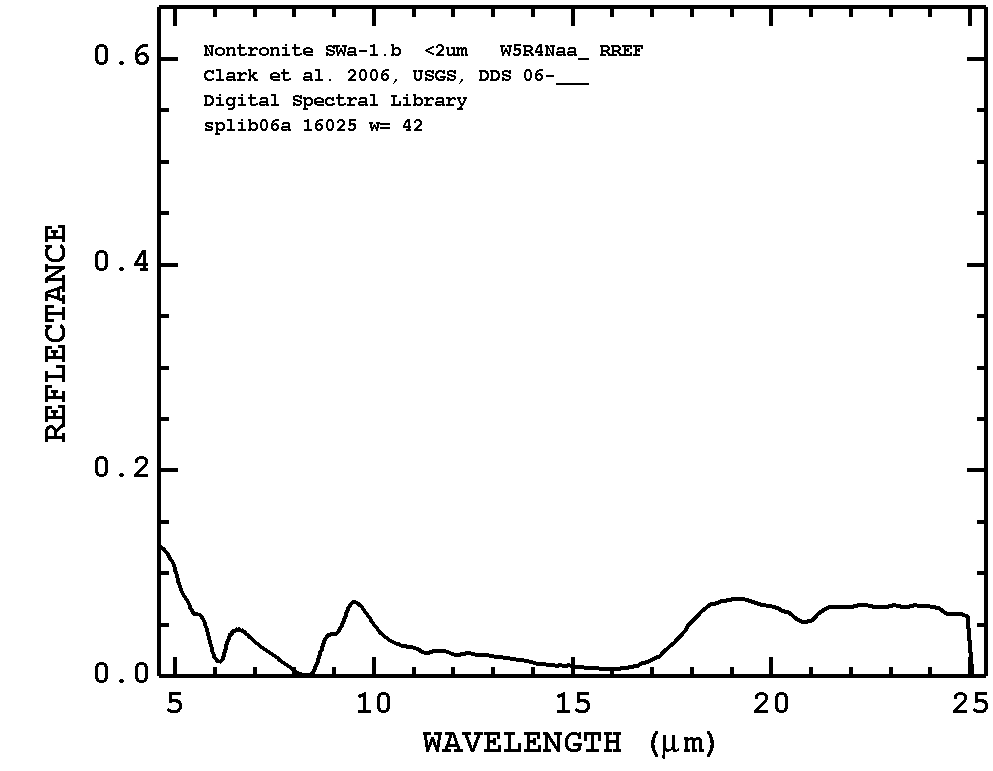 Nontronite SWa-1.b <2um W5R4Naa_ RREF
Clark et al. 2006, USGS, DDS 06-___
Digital Spectral Library
splib06a 16025 w= 42
REFLECTANCE
0.6
0.4
0.2
0.0
5 10 15 20 25
WAVELENGTH (μm)